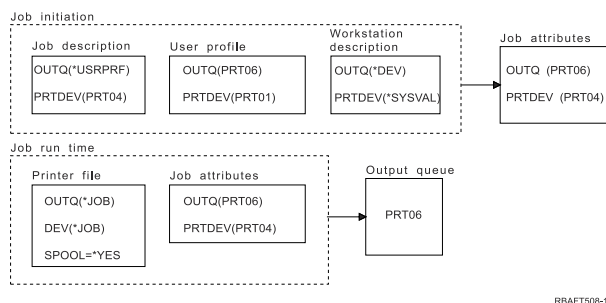 Job initiation
Job description
OUTQ(*USRPRF)
PRTDEV(PRT04)
User profile
OUTQ(PRT06)
PRTDEV(PRT01)
Workstation
description
OUTQ(*DEV)
PRTDEV(*SYSVAL)
Job attributes
OUTQ (PRT06)
PRTDEV (PRT04)
Job run time
Printer file
OUTQ(*JOB)
DEV(*JOB)
SPOOL=*YES
Job attributes
OUTQ(PRT06)
PRTDEV(PRT04)
Output queue
PRT06
RBAFT508-1